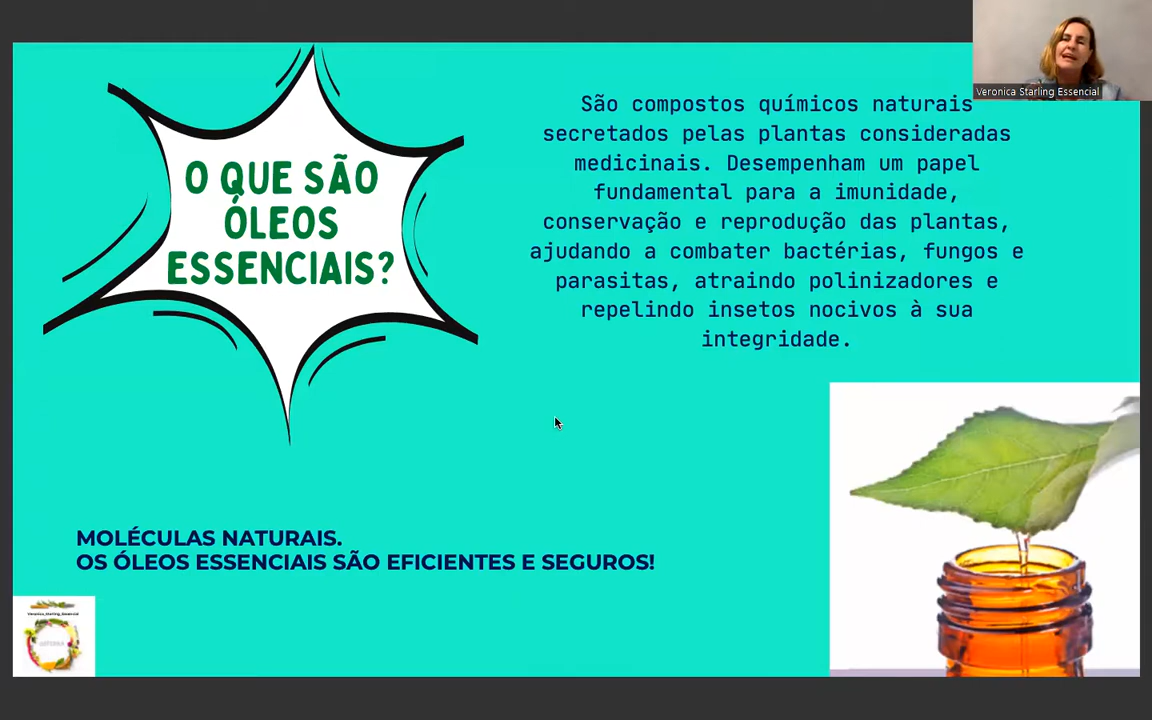 Veronica Starling Essencial
O QUE SÃO
ÓLEOS
ESSENCIAIS?
São compostos químicos naturais
secretados pelas plantas consideradas
medicinais. Desempenham um papel
fundamental para a imunidade,
conservação e reprodução das plantas,
ajudando a combater bactérias, fungos e
parasitas, atraindo polinizadores e
repelindo insetos nocivos à sua
integridade.
MOLÉCULAS NATURAIS.
OS ÓLEOS ESSENCIAIS SÃO EFICIENTES E SEGUROS!
Veronica_Starling_Essencial